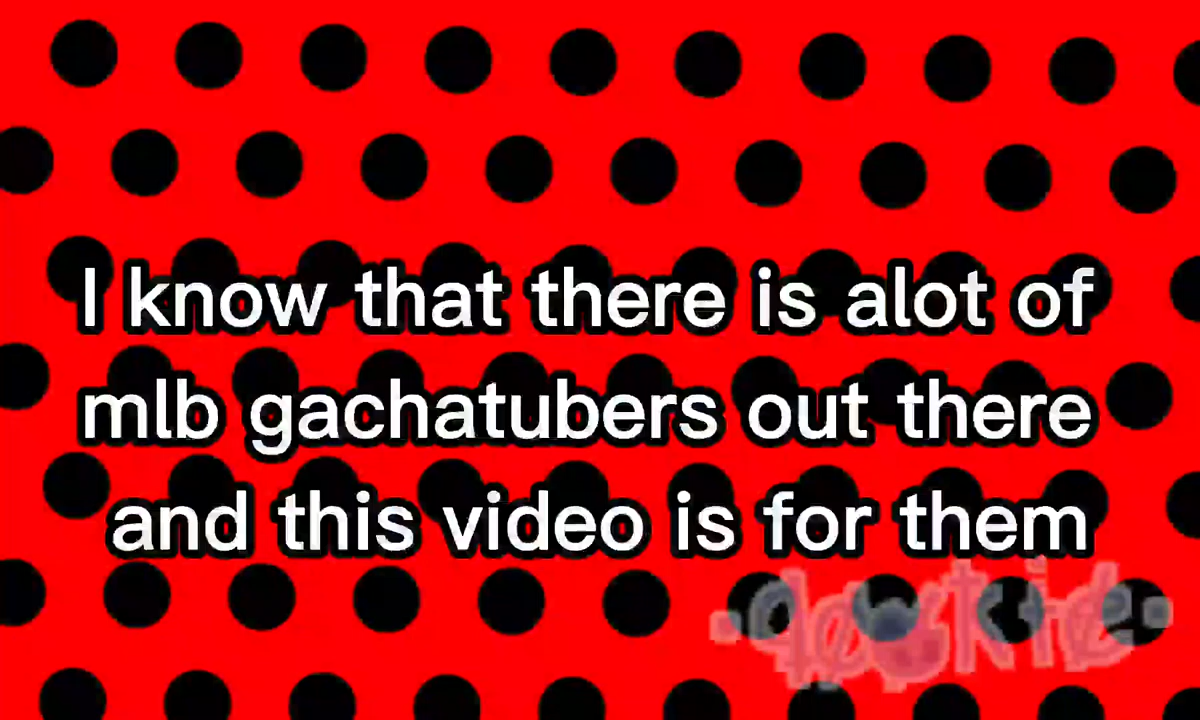 I know that there is alot of
mlb gachatubers out there
and this video is for them